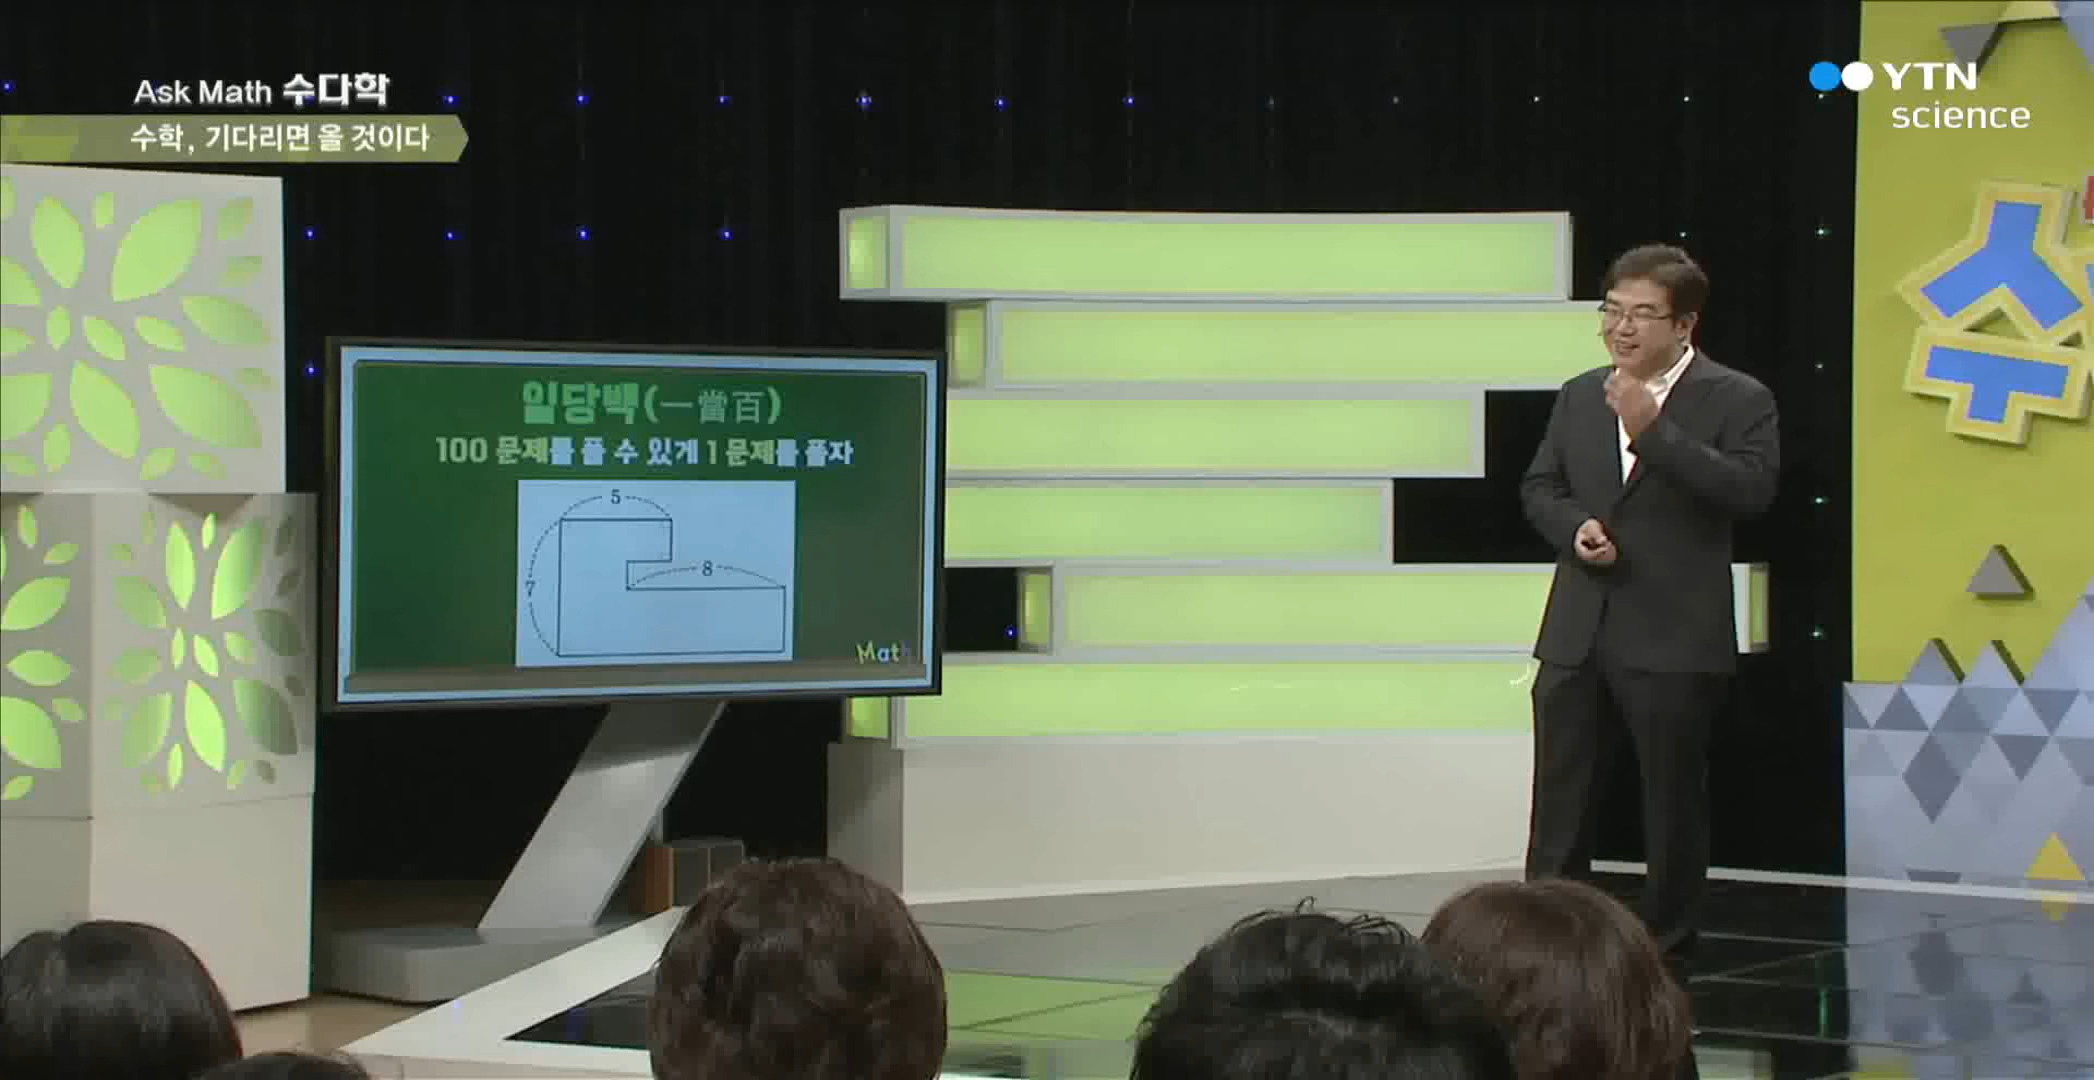 Ask Math 수다학
수학, 기다리면 올 것이다
YTN
science
일당백(一當百)
100 문제를 풀 수 있게 1 문제를 풀자
5
8
7
Math
수